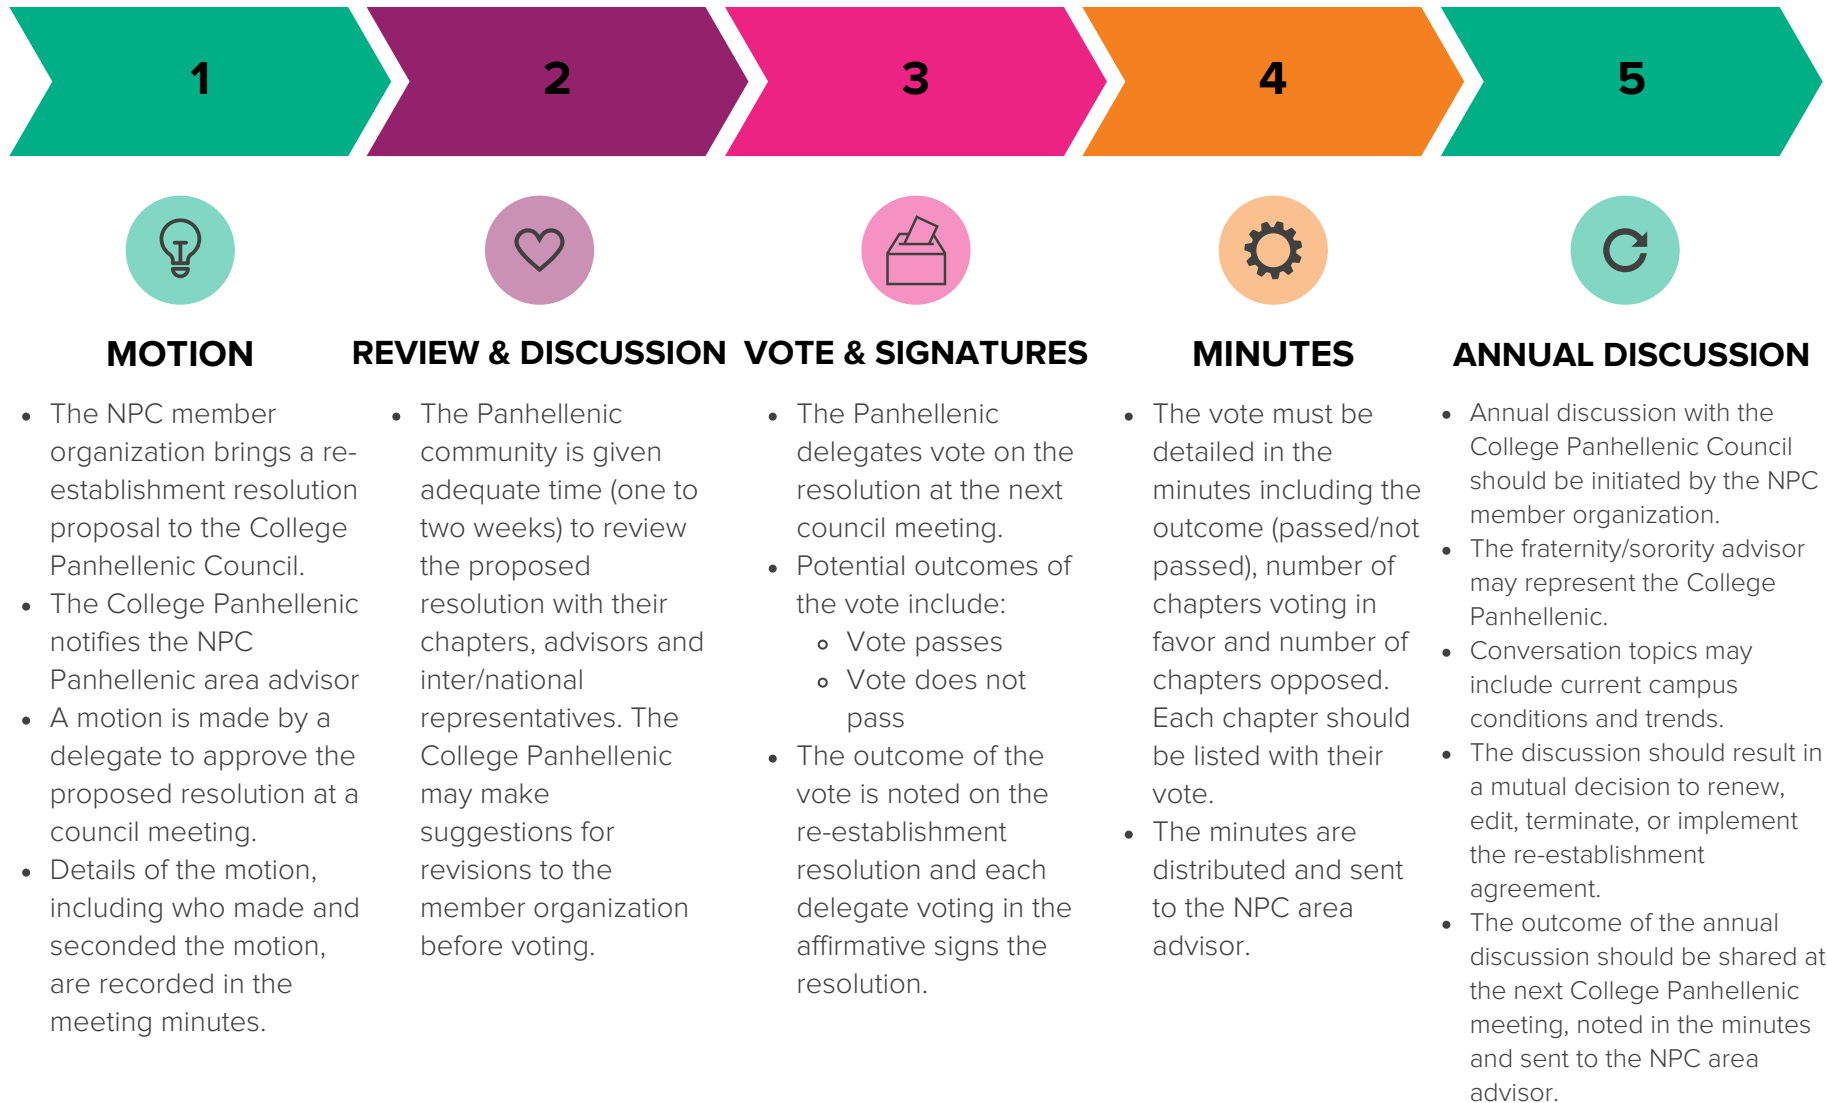 1
2
3
4
5
MOTION
• The NPC member
organization brings a re-
establishment resolution
proposal to the College
Panhellenic Council.
• The College Panhellenic
notifies the NPC
Panhellenic area advisor
• A motion is made by a
delegate to approve the
proposed resolution at a
council meeting.
• Details of the motion,
including who made and
seconded the motion,
are recorded in the
meeting minutes.
REVIEW & DISCUSSION
• The Panhellenic
community is given
adequate time (one to
two weeks) to review
the proposed
resolution with their
chapters, advisors and
inter/national
representatives. The
College Panhellenic
may make
suggestions for
revisions to the
member organization
before voting.
VOTE & SIGNATURES
• The Panhellenic
delegates vote on the
resolution at the next
council meeting.
• Potential outcomes of
the vote include:
◦ Vote passes
◦ Vote does not
pass
• The outcome of the
vote is noted on the
re-establishment
resolution and each
delegate voting in the
affirmative signs the
resolution.
MINUTES
• The vote must be
detailed in the
minutes including the
outcome (passed/not
passed), number of
chapters voting in
favor and number of
chapters opposed.
Each chapter should
be listed with their
vote.
• The minutes are
distributed and sent
to the NPC area
advisor.
ANNUAL DISCUSSION
• Annual discussion with the
College Panhellenic Council
should be initiated by the NPC
member organization.
• The fraternity/sorority advisor
may represent the College
Panhellenic.
• Conversation topics may
include current campus
conditions and trends.
• The discussion should result in
a mutual decision to renew,
edit, terminate, or implement
the re-establishment
agreement.
• The outcome of the annual
discussion should be shared at
the next College Panhellenic
meeting, noted in the minutes
and sent to the NPC area
advisor.